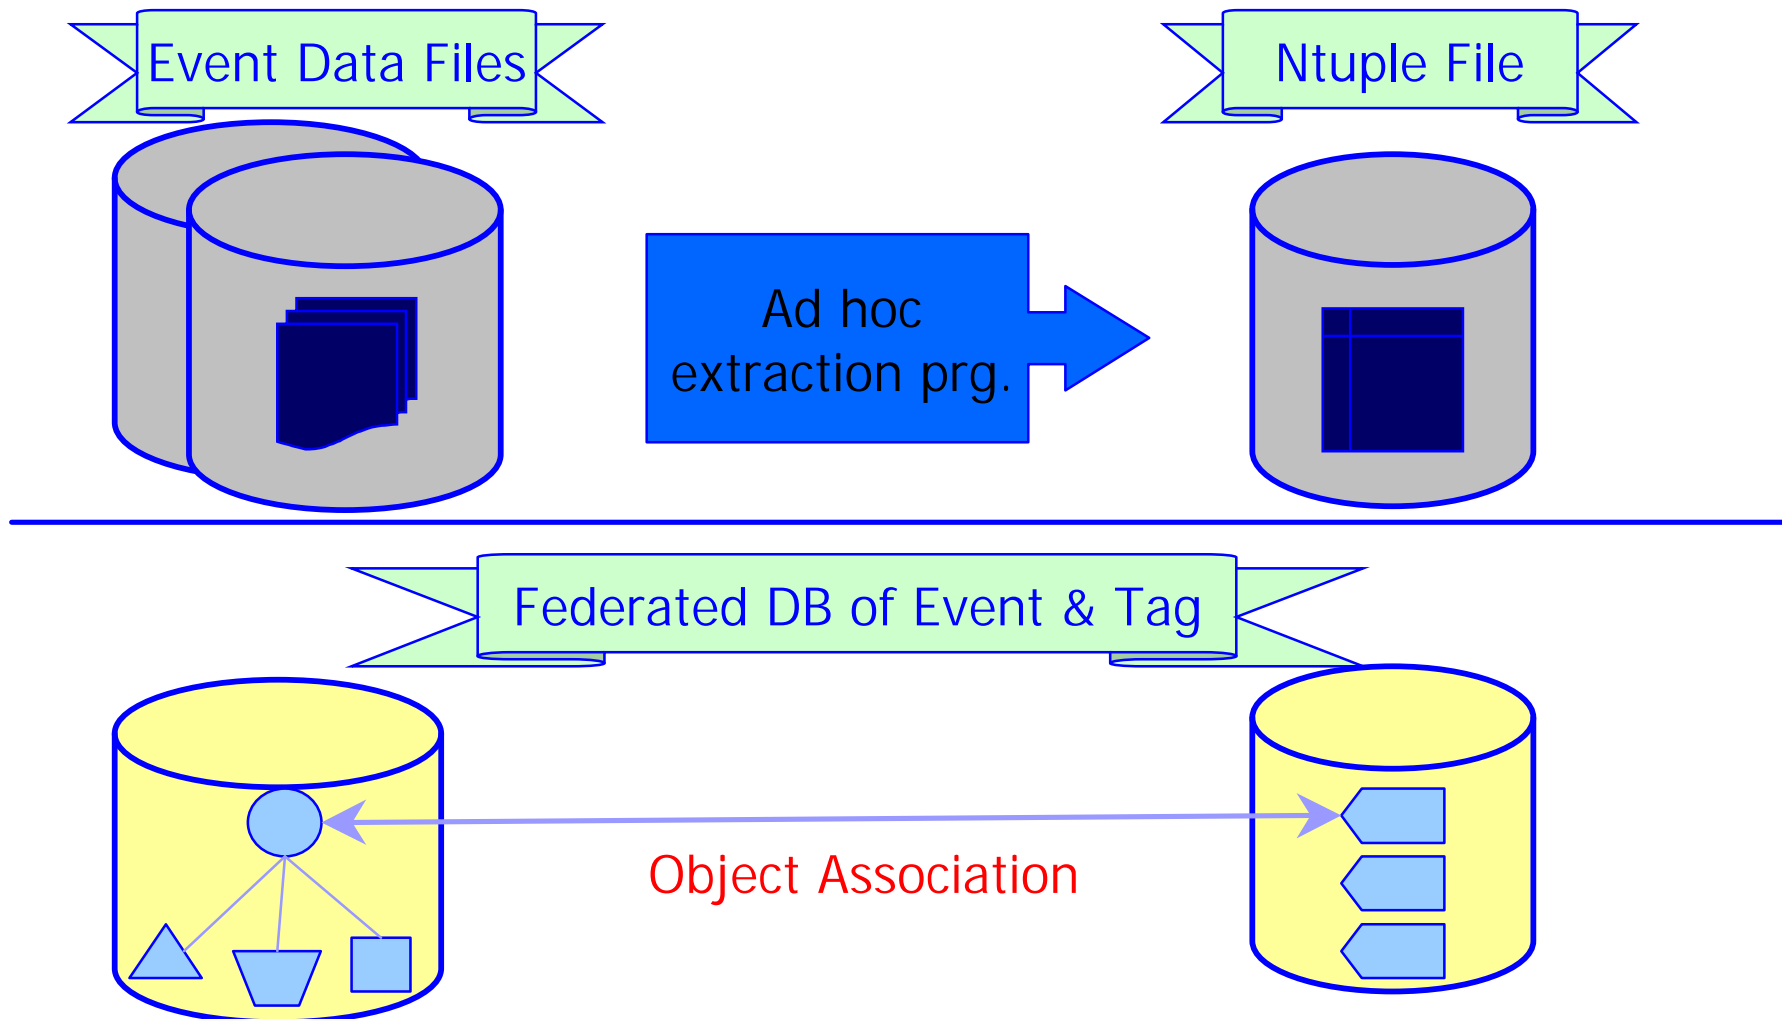 Event Data Files
Ntuple File
Ad hoc
extraction prg.
Federated DB of Event & Tag
Object Association